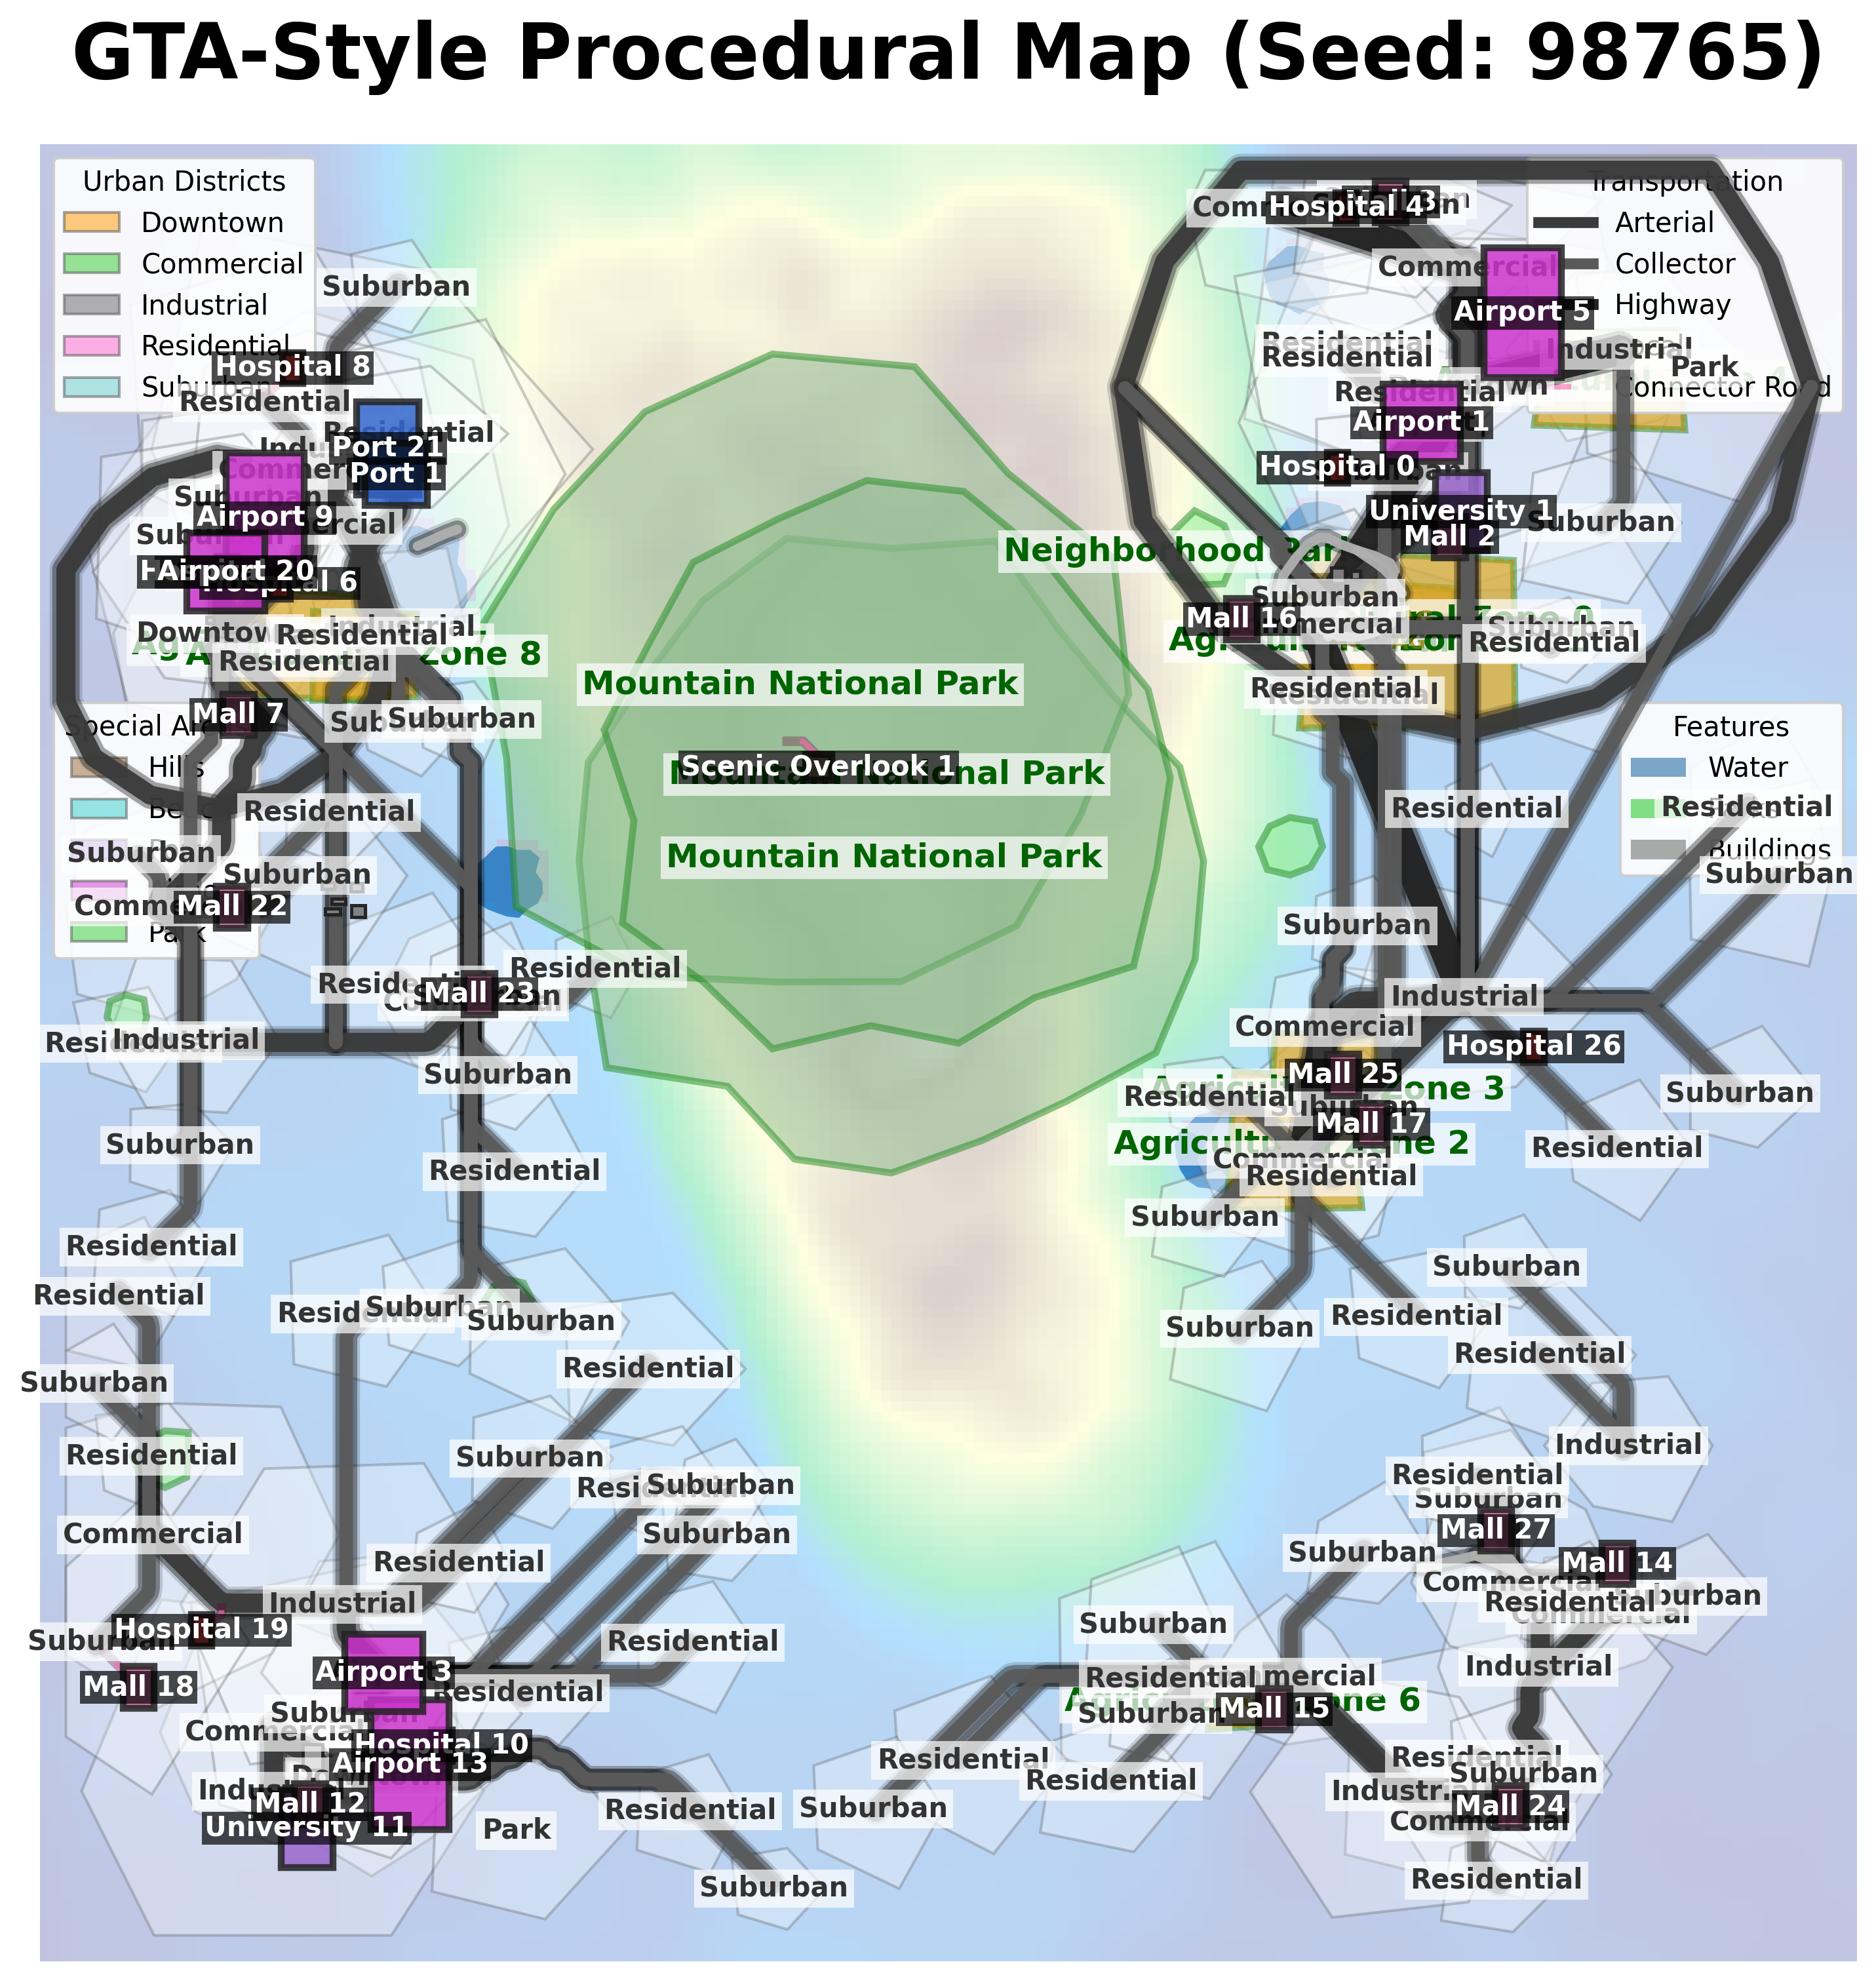 GTA-Style Procedural Map (Seed: 98765)
Urban Districts
Downtown
Commercial
Industrial
Residential
Suburban
Transportation
Arterial
Collector
Highway
Connector Road
Hospital 4
Commercial
Airport 5
Industrial
Park
Residential
Residential
Residential
Airport 1
Hospital 0
University 1
Mall 2
Suburban
Suburban
Hospital 8
Residential
Residential
Port 21
Port 1
Suburban
Airport 9
Airport 20
Hospital 6
Downtown
Industrial
Residential
Residential
Zone 8
Mall 7
Suburban
Suburban
Neighborhood Park
Suburban
Mall 16
Suburban
Residential
Residential
Mountain National Park
Scenic Overlook 1
Mountain National Park
Mountain National Park
Special Areas
Hills
Park
Features
Water
Parks
Buildings
Residential
Residential
Residential
Suburban
Suburban
Suburban
Mall 22
Suburban
Residential
Mall 23
Industrial
Industrial
Commercial
Hospital 26
Suburban
Mall 25
Zone 3
Residential
Suburban
Suburban
Mall 17
Agricultural Zone 2
Commercial
Residential
Residential
Suburban
Residential
Suburban
Residential
Residential
Residential
Suburban
Suburban
Suburban
Residential
Suburban
Residential
Suburban
Residential
Residential
Industrial
Suburban
Residential
Suburban
Suburban
Suburban
Residential
Commercial
Residential
Industrial
Residential
Suburban
Mall 27
Suburban
Mall 14
Commercial
Residential
Suburban
Commercial
Hospital 19
Suburban
Mall 18
Airport 3
Residential
Residential
Suburban
Suburban
Residential
Commercial
Industrial
Agricultural Zone 6
Suburban
Mall 15
Commercial
Hospital 10
Airport 13
Industrial
Mall 12
University 11
Park
Residential
Suburban
Residential
Residential
Suburban
Residential
Suburban
Industrial
Mall 24
Commercial
Residential